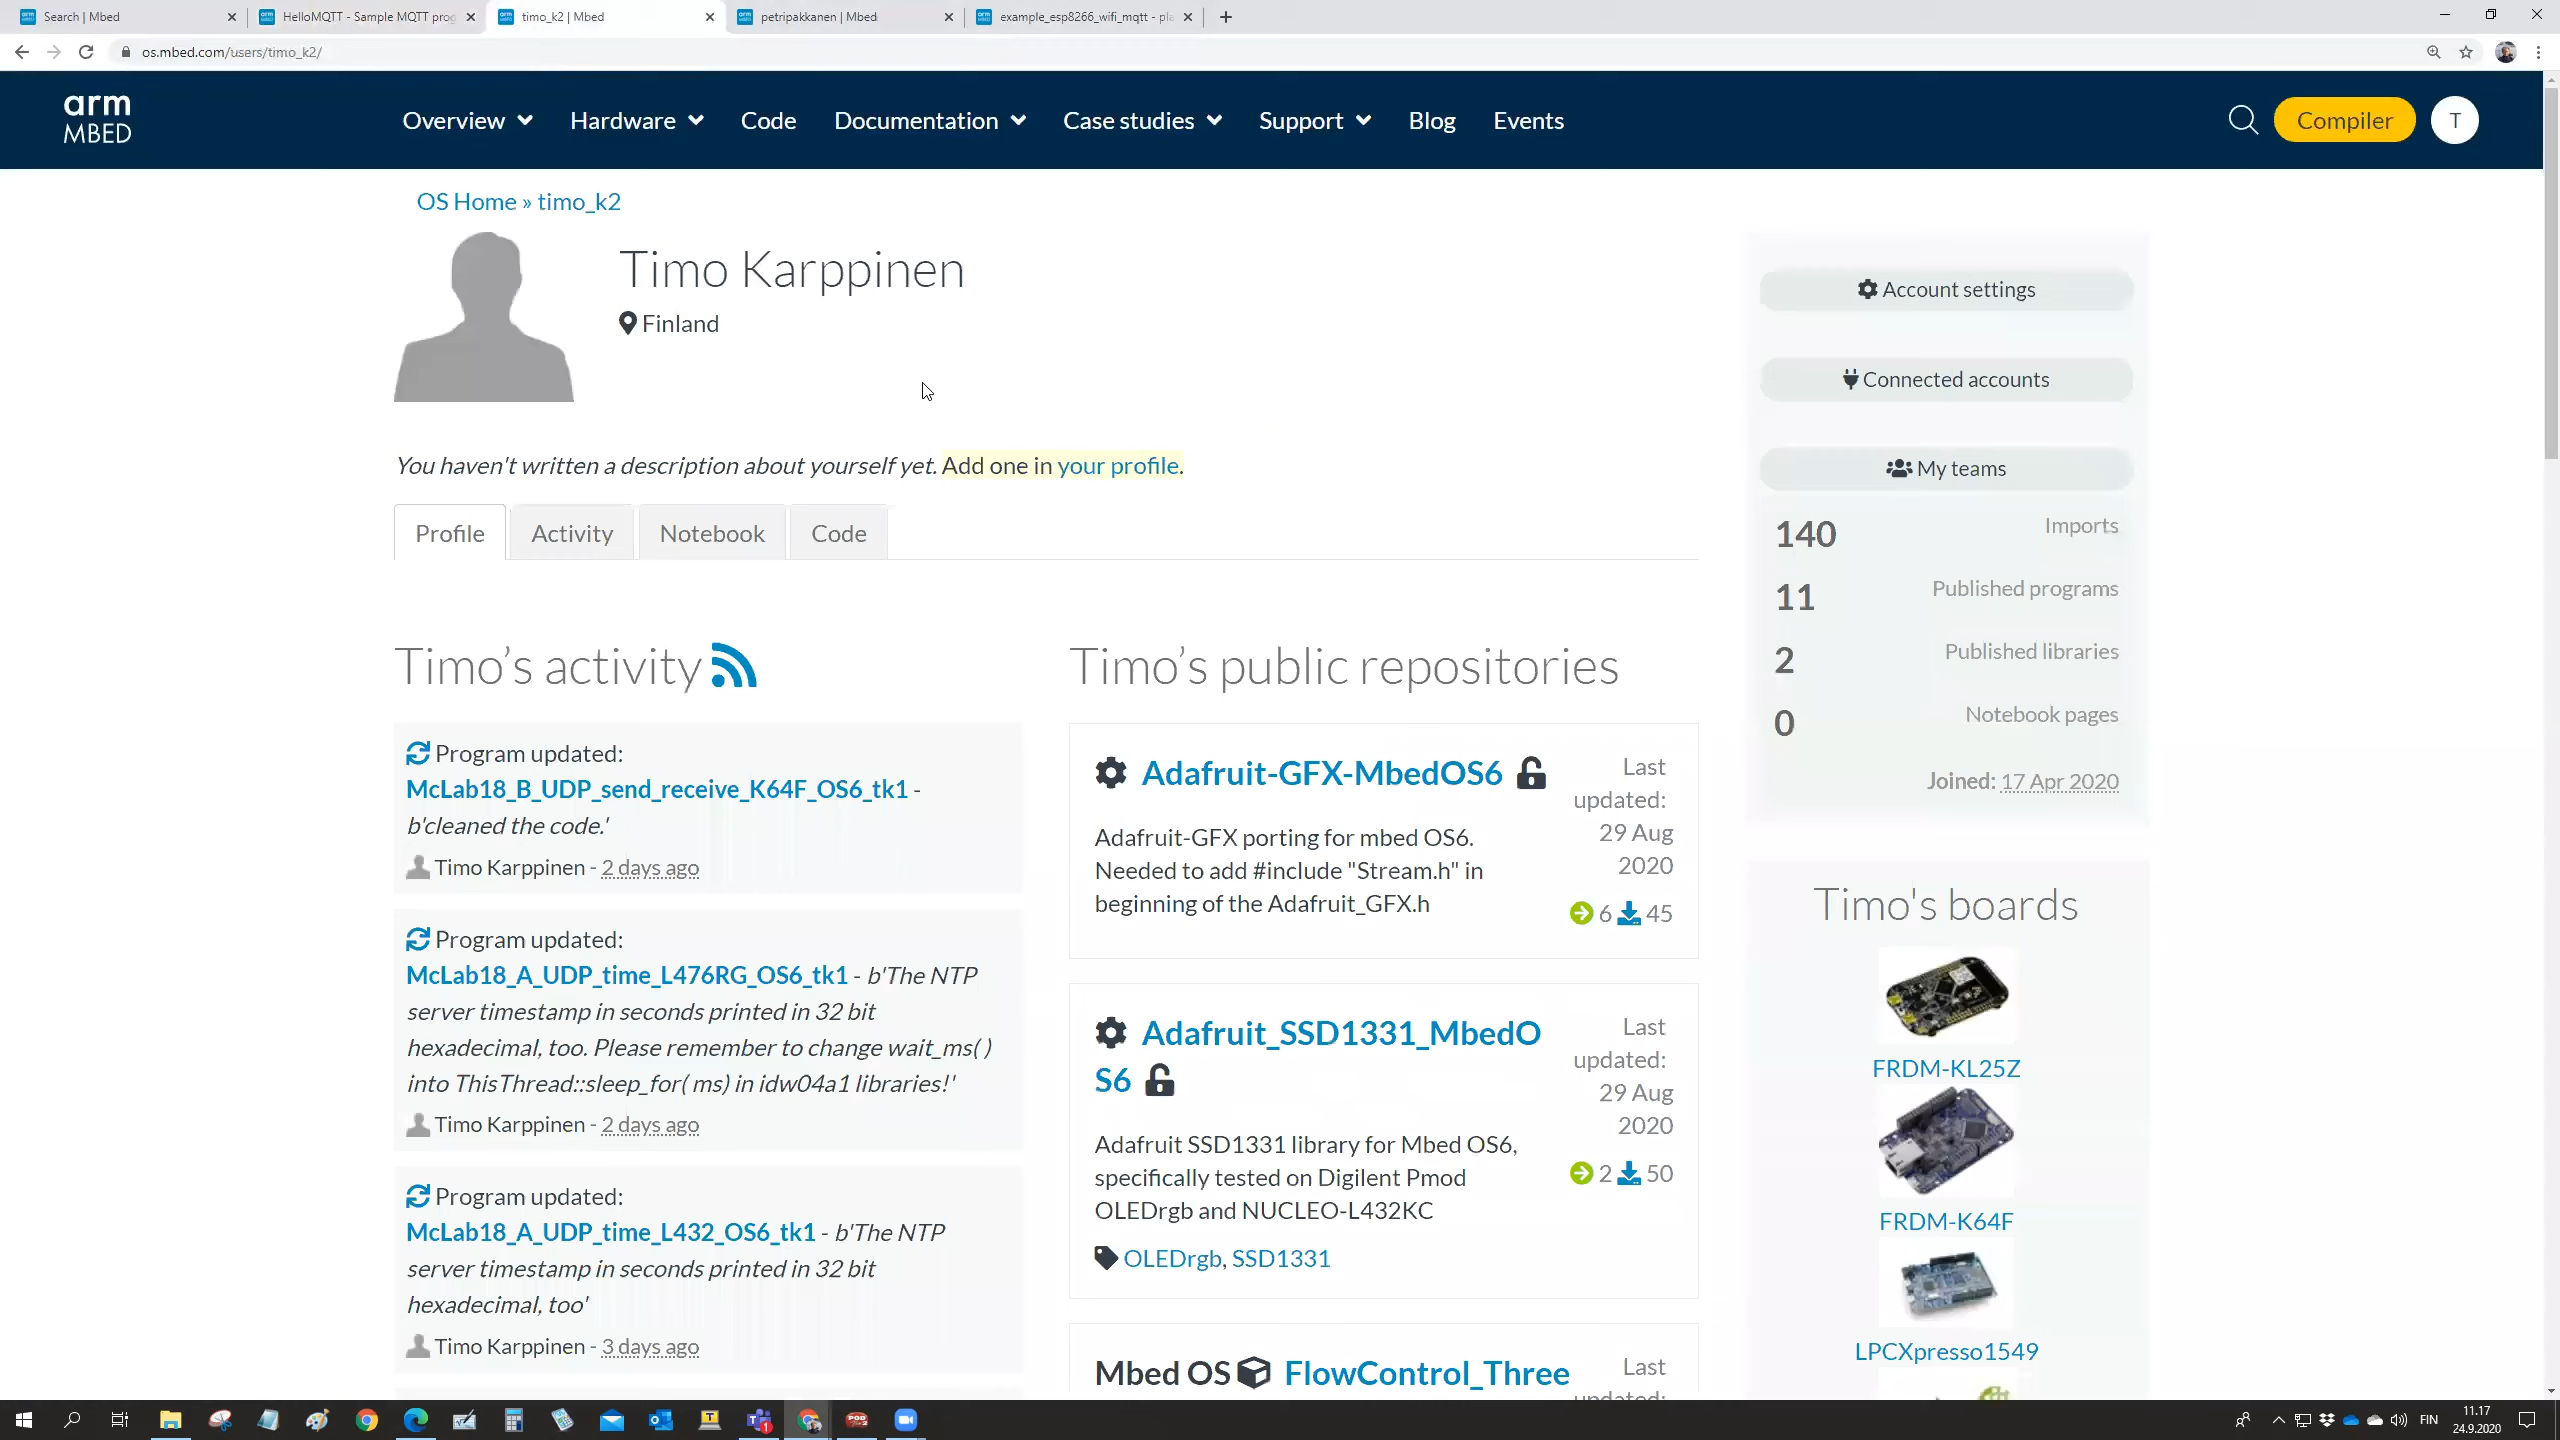 Search | Mbed
HelloMQTT - Sample MQTT prog
timo_k2 | Mbed
petripakkanen | Mbed
example_esp8266_wifi_mqtt - pla
os.mbed.com/users/timo_k2/
arm
MBED
Overview
Hardware
Code
Documentation
Case studies
Support
Blog
Events
Compiler
T
OS Home » timo_k2
Timo Karppinen
Finland
You haven't written a description about yourself yet. Add one in your profile.
Profile
Activity
Notebook
Code
Timo's activity
Program updated:
McLab18_B_UDP_send_receive_K64F_OS6_tk1 -
b'cleaned the code.'
Timo Karppinen - 2 days ago
Program updated:
McLab18_A_UDP_time_L476RG_OS6_tk1 - b'The NTP
server timestamp in seconds printed in 32 bit
hexadecimal, too. Please remember to change wait_ms( )
into ThisThread::sleep_for( ms) in idw04a1 libraries!'
Timo Karppinen - 2 days ago
Program updated:
McLab18_A_UDP_time_L432_OS6_tk1 - b'The NTP
server timestamp in seconds printed in 32 bit
hexadecimal, too'
Timo Karppinen - 3 days ago
Timo's public repositories
Adafruit-GFX-MbedOS6
Last
updated:
29 Aug
2020
Adafruit-GFX porting for mbed OS6.
Needed to add #include "Stream.h" in
beginning of the Adafruit_GFX.h
6 45
Adafruit_SSD1331_MbedO
S6
Last
updated:
29 Aug
2020
Adafruit SSD1331 library for Mbed OS6,
specifically tested on Digilent Pmod
OLEDrgb and NUCLEO-L432KC
2 50
OLEDrgb, SSD1331
Mbed OS FlowControl_Three
Last
updated:
Account settings
Connected accounts
My teams
140 Imports
11 Published programs
2 Published libraries
0 Notebook pages
Joined: 17 Apr 2020
Timo's boards
FRDM-KL25Z
FRDM-K64F
LPCXpresso1549
FIN
11.17
24.9.2020